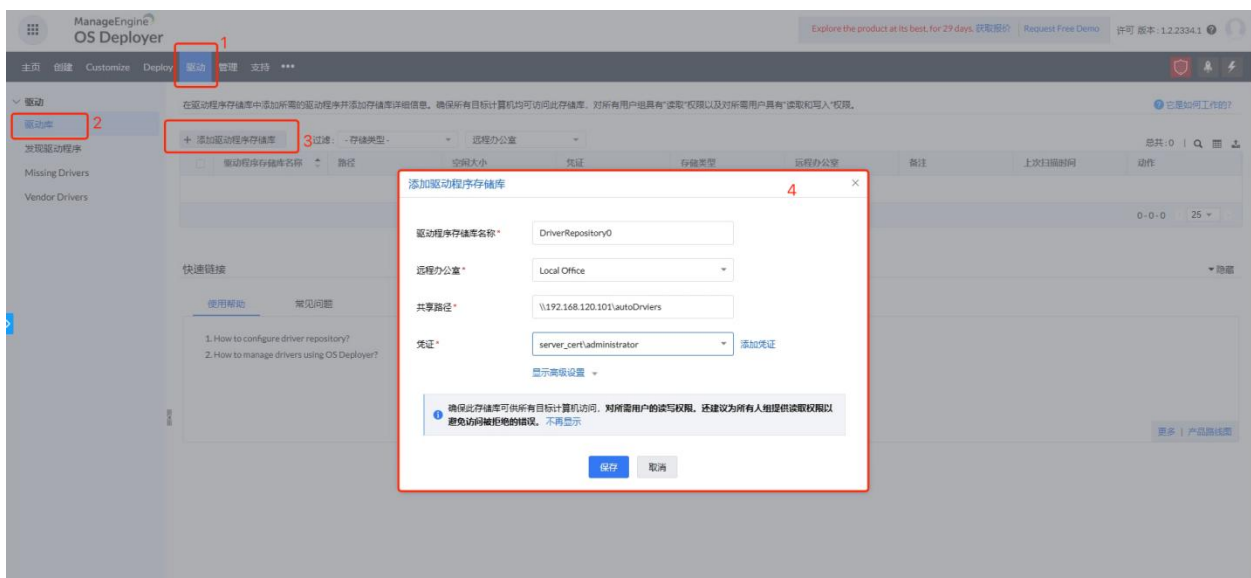 ManageEngine
OS Deployer
Explore the product at its best, for 29 days. 获取报价 | Request Free Demo
许可 版本 : 1.2.2334.1
1
主页 创建 Customize Deploy 驱动 管理 支持 •••
驱动
驱动库
2
发现驱动程序
Missing Drivers
Vendor Drivers
在驱动程序存储库中添加所需的驱动程序并添加存储库详细信息。确保所有目标计算机均可访问此存储库，对所有用户组具有“读取”权限以及对所需用户具有“读取和写入”权限。
它是如何工作的?
+ 添加驱动程序存储库
3
过滤： - 存储类型 - 远程办公室
总共:0
驱动程序存储库名称 路径 空间大小 凭证 存储类型 远程办公室 备注 上次扫描时间 动作
0-0-0 25
添加驱动程序存储库
4
驱动程序存储库名称* DriverRepository0
远程办公室* Local Office
共享路径* \\192.168.120.101\autoDrviers
凭证* server_cert\administrator 添加凭证
显示高级设置
确保此存储库可供所有目标计算机访问，对所需用户的读写权限。还建议为所有人组提供读取权限以
避免访问被拒绝的错误。 不再显示
保存 取消
快速链接
隐藏
使用帮助 常见问题
1. How to configure driver repository?
2. How to manage drivers using OS Deployer?
更多 | 产品路线图